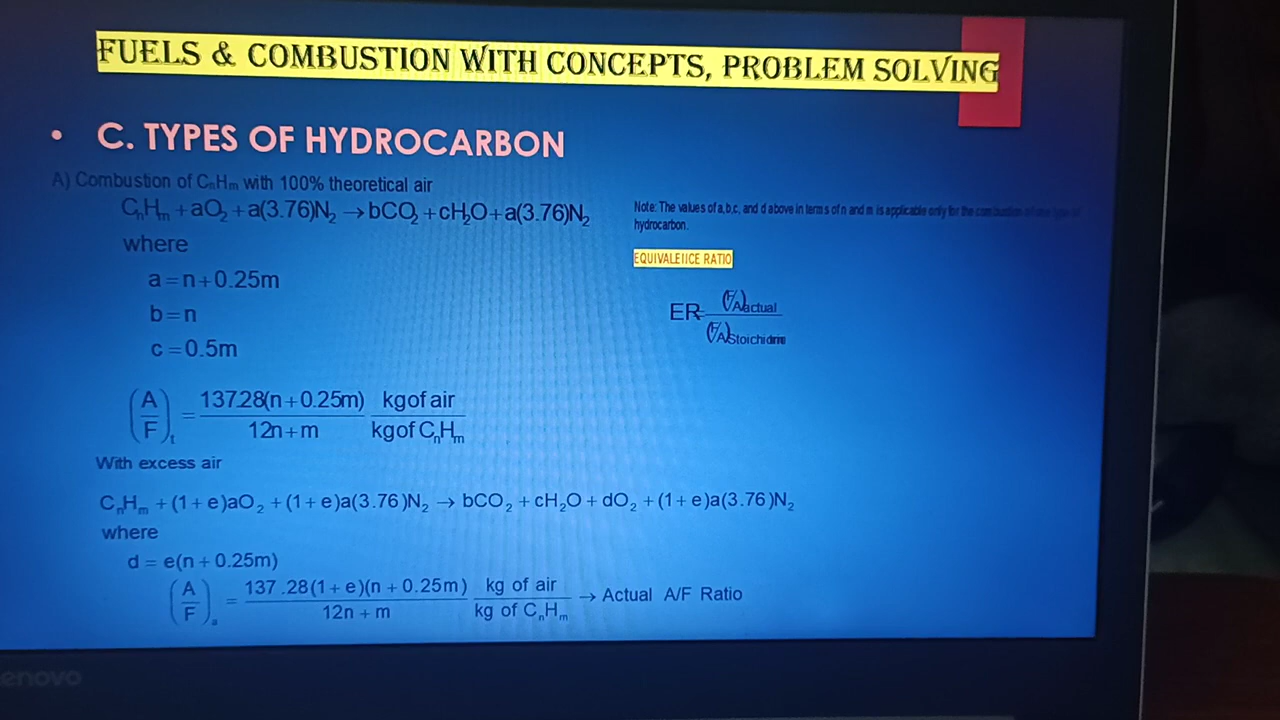 FUELS & COMBUSTION WITH CONCEPTS, PROBLEM SOLVING
• C. TYPES OF HYDROCARBON
A) Combustion of CnHm with 100% theoretical air
CnHm + aO2 + a(3.76)N2 → bCO2 + cH2O + a(3.76)N2
where
a = n + 0.25m
b = n
c = 0.5m
(A/F)t = 137.28(n + 0.25m) / 12n + m kg of air / kg of CnHm
With excess air
CnHm + (1 + e)aO2 + (1 + e)a(3.76)N2 → bCO2 + cH2O + dO2 + (1 + e)a(3.76)N2
where
d = e(n + 0.25m)
(A/F)a = 137.28(1 + e)(n + 0.25m) / 12n + m kg of air / kg of CnHm → Actual A/F Ratio
Note: The values of a,b,c, and d above in terms of n and m is applicable only for the combustion of
hydrocarbon.
EQUIVALENCE RATIO
ER = (F/A)actual / (F/A)
enovo